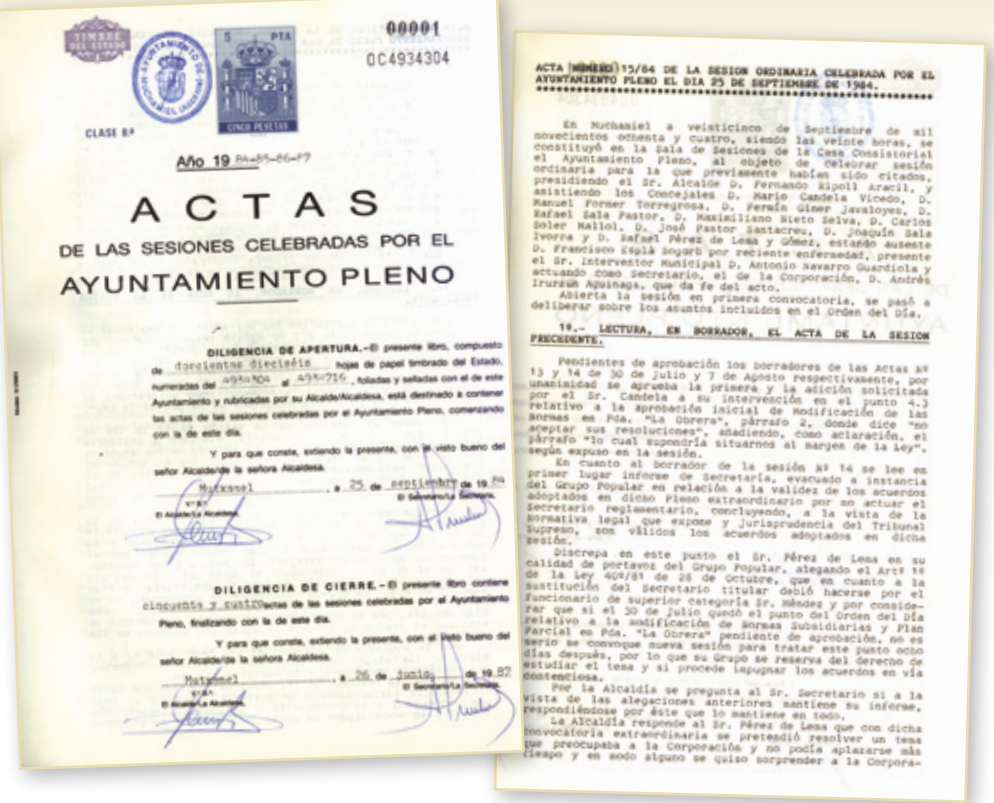 TIMBRE
DEL ESTADO
AYUNTAMIENTO DE
5 PTA
CINCO PESETAS
00001
0C4934304
CLASE 8ª
Año 19 84-85-86-87
ACTAS
DE LAS SESIONES CELEBRADAS POR EL
AYUNTAMIENTO PLENO
DILIGENCIA DE APERTURA.-El presente libro, compuesto
de doscientas dieciséis hojas de papel timbrado del Estado,
numeradas del 4934304 al 4934716, foliadas y selladas con el de este
Ayuntamiento y rubricadas por su Alcalde/Alcaldesa, está destinado a contener
las actas de las sesiones celebradas por el Ayuntamiento Pleno, comenzando
con la de este día.
Y para que conste, extiendo la presente, con el visto bueno del
señor Alcalde/de la señora Alcaldesa.
Mutxamel, a 25 de septiembre de 19 84
VºBº
El Alcalde/La Alcaldesa,
El Secretario/La Secretaria,
DILIGENCIA DE CIERRE.-El presente libro contiene
cincuenta y cuatro actas de las sesiones celebradas por el Ayuntamiento
Pleno, finalizando con la de este día.
Y para que conste, extiendo la presente, con el visto bueno del
señor Alcalde/de la señora Alcaldesa.
Mutxamel, a 26 de junio de 19 87
VºBº
El Alcalde/La Alcaldesa,
El Secretario/La Secretaria,
ACTA NUMERO 15/84 DE LA SESION ORDINARIA CELEBRADA POR EL
AYUNTAMIENTO PLENO EL DIA 25 DE SEPTIEMBRE DE 1984.
En Muchamiel a veinticinco de Septiembre de mil
novecientos ochenta y cuatro, siendo las veinte horas, se
constituyó en la Sala de Sesiones de la Casa Consistorial
el Ayuntamiento Pleno, al objeto de celebrar sesión
ordinaria para la que previamente habían sido citados,
presidiendo el Sr. Alcalde D. Fernando Ripoll Aracil, y
asistiendo los Concejales D. Mario Candela Vicedo, D.
Manuel Forner Torregrosa, D. Fermín Giner Javaloyes, D.
Rafael Sala Pastor, D. Maximiliano Nieto Selva, D. Carlos
Soler Mallol, D. José Pastor Santacreu, D. Joaquín Sala
Ivorra y D. Rafael Pérez de Lema y Gómez, estando ausente
D. Francisco Esplá Sogorb por reciente enfermedad, presente
el Sr. Interventor Municipal D. Antonio Navarro Guardiola y
actuando como Secretario, el de la Corporación, D. Andrés
Irurzun Aguinaga, que da fe del acto.
Abierta la sesión en primera convocatoria, se pasó a
deliberar sobre los asuntos incluidos en el Orden del Día.
1º.- LECTURA, EN BORRADOR, EL ACTA DE LA SESION
PRECEDENTE.
Pendientes de aprobación los borradores de las Actas Nº
13 y 14 de 30 de julio y 7 de Agosto respectivamente, por
unanimidad se aprueba la primera y la adición solicitada
por el Sr. Candela a su intervención en el punto 4.3
relativo a la aprobación inicial de Modificación de las
Normas en Pda. "La Obrera", párrafo 2, donde dice "no
aceptar sus resoluciones", añadiendo, como aclaración, el
párrafo "lo cual supondría situarnos al margen de la Ley",
según expuso en la sesión.
En cuanto al borrador de la sesión Nº 14 se lee en
primer lugar informe de Secretaría, evacuado a instancia
del Grupo Popular en relación a la validez de los acuerdos
adoptados en dicho Pleno extraordinario por no actuar el
Secretario reglamentario, concluyendo, a la vista de la
Normativa legal que expone y Jurisprudencia del Tribunal
Supremo, son válidos los acuerdos adoptados en dicha
sesión.
Discrepa en este punto el Sr. Pérez de Lema en su
calidad de portavoz del Grupo Popular, alegando el Artº 1º
de la Ley 40º/81 de 28 de Octubre, que en cuanto a la
sustitución del Secretario titular debió hacerse por el
funcionario de superior categoría Sr. Méndez y por conside-
rar que si el 30 de julio quedó el punto del Orden del Día
relativo a la modificación de Normas Subsidiarias y Plan
Parcial en Pda. "La Obrera" pendiente de aprobación, no es
serio se convoque nueva sesión para tratar este punto ocho
días después, por lo que su Grupo se reserva del derecho de
estudiar el tema y si procede impugnar los acuerdos en vía
contenciosa.
Por la Alcaldía se pregunta al Sr. Secretario si a la
vista de las alegaciones anteriores mantiene su informe,
respondiéndose por éste que lo mantiene en todo.
La Alcaldía responde al Sr. Pérez de Lema que con dicha
convocatoria extraordinaria se pretendió resolver un tema
que preocupaba a la Corporación y no podía aplazarse más
tiempo y en modo alguno se quiso sorprender a la Corpora-